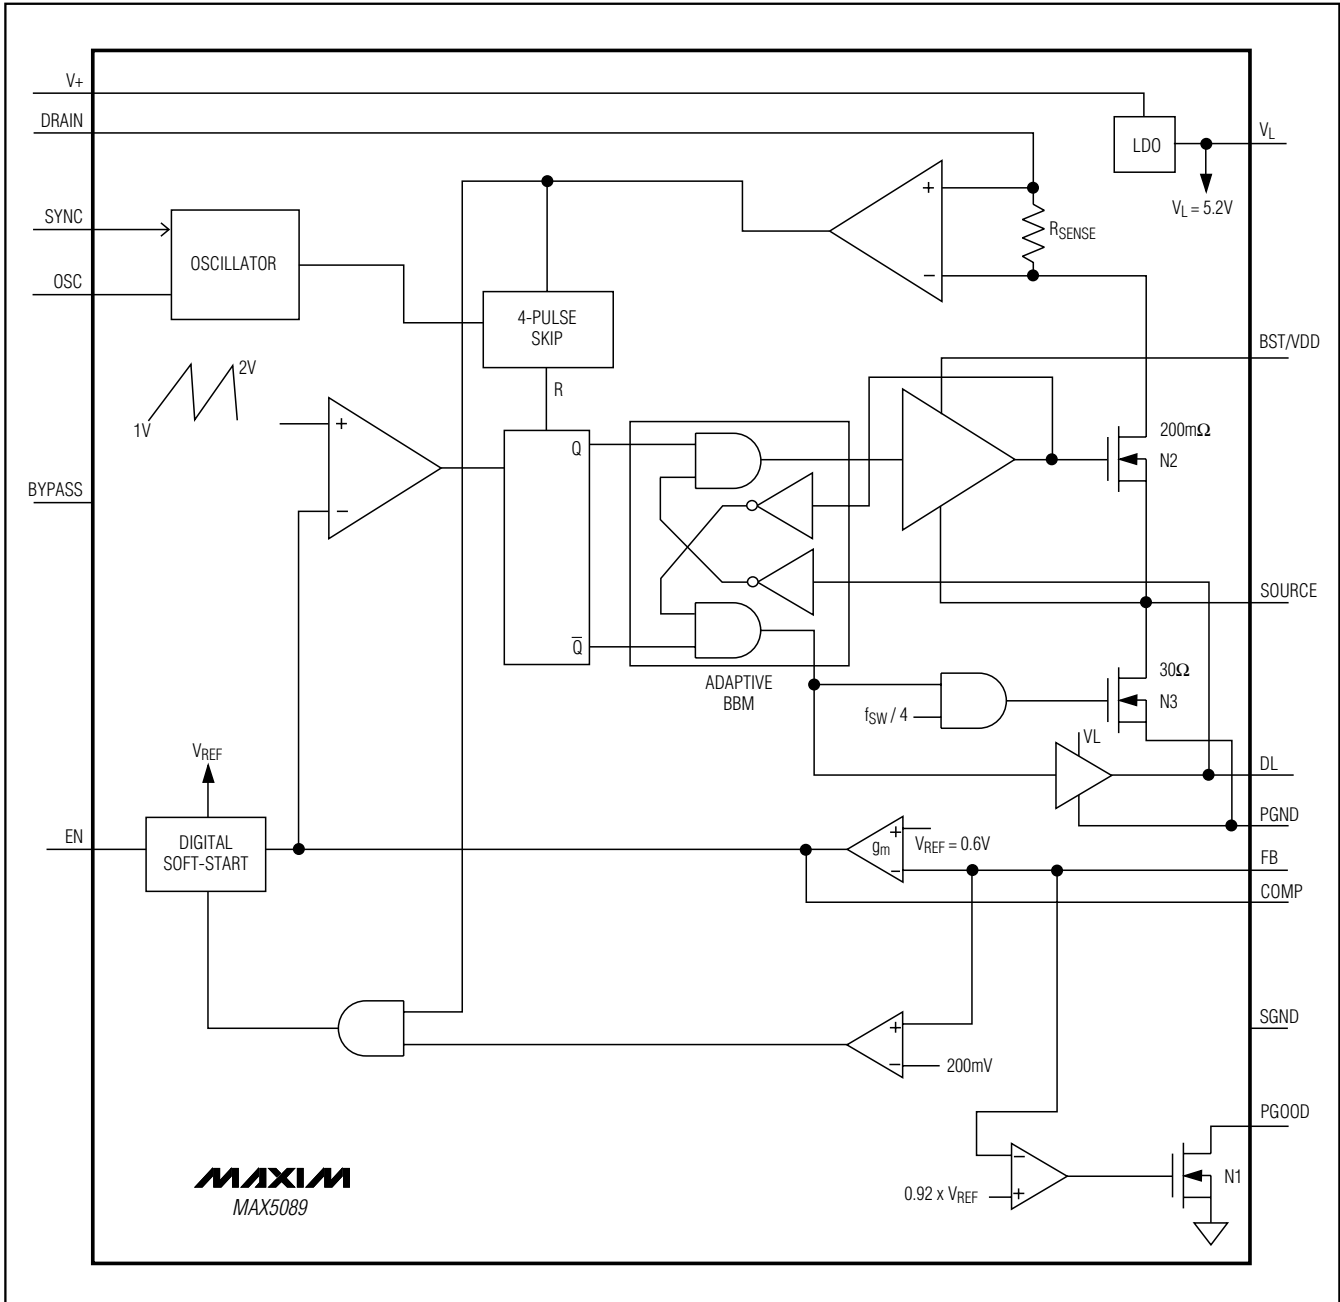 V+
DRAIN
LDO
VL
VL = 5.2V
SYNC
OSCILLATOR
OSC
+
−
RSENSE
4-PULSE
SKIP
R
BST/VDD
2V
1V
+
−
BYPASS
Q
Q̅
ADAPTIVE
BBM
200mΩ
N2
SOURCE
30Ω
N3
fSW / 4
VL
DL
PGND
VREF
EN
DIGITAL
SOFT-START
gm
+
−
VREF = 0.6V
FB
COMP
+
−
200mV
SGND
PGOOD
−
+
0.92 x VREF
N1
MAXIM
MAX5089